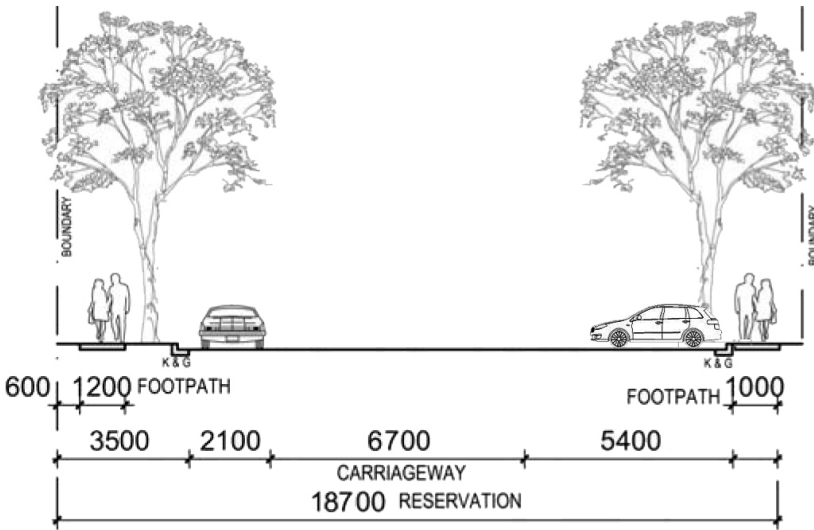 BOUNDARY
BOUNDARY
K & G
K & G
600 1200 FOOTPATH
FOOTPATH 1000
3500 2100 6700 5400
CARRIAGEWAY
18700 RESERVATION